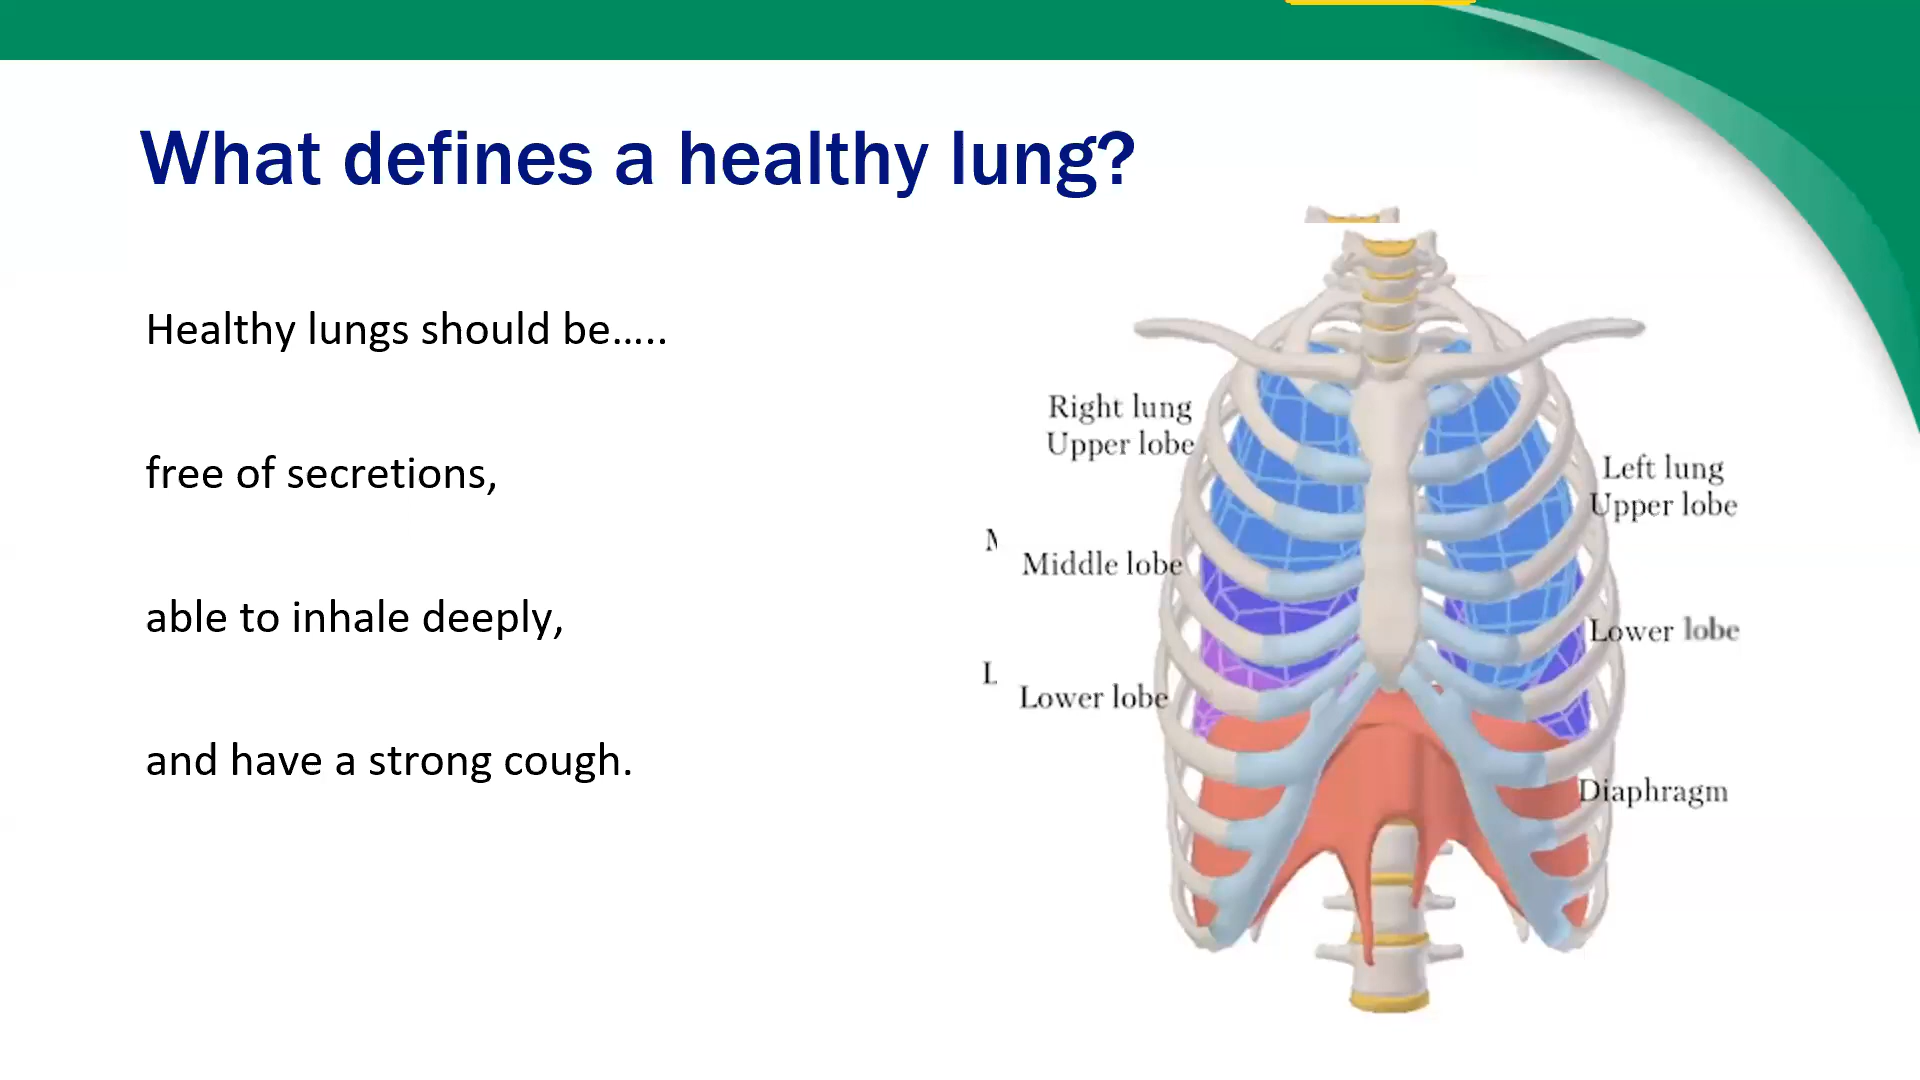 What defines a healthy lung?
Healthy lungs should be.....
free of secretions,
able to inhale deeply,
and have a strong cough.
Right lung
Upper lobe
M
Middle lobe
L
Lower lobe
Left lung
Upper lobe
Lower lobe
Diaphragm